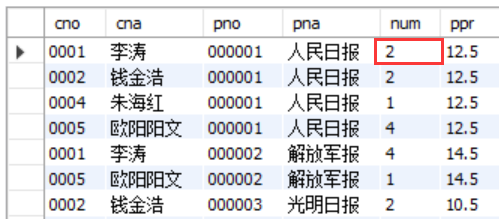 cno cna pno pna num ppr
0001 李涛 000001 人民日报 2 12.5
0002 钱金浩 000001 人民日报 2 12.5
0004 朱海红 000001 人民日报 1 12.5
0005 欧阳阳文 000001 人民日报 4 12.5
0001 李涛 000002 解放军报 4 14.5
0005 欧阳阳文 000002 解放军报 1 14.5
0002 钱金浩 000003 光明日报 2 10.5